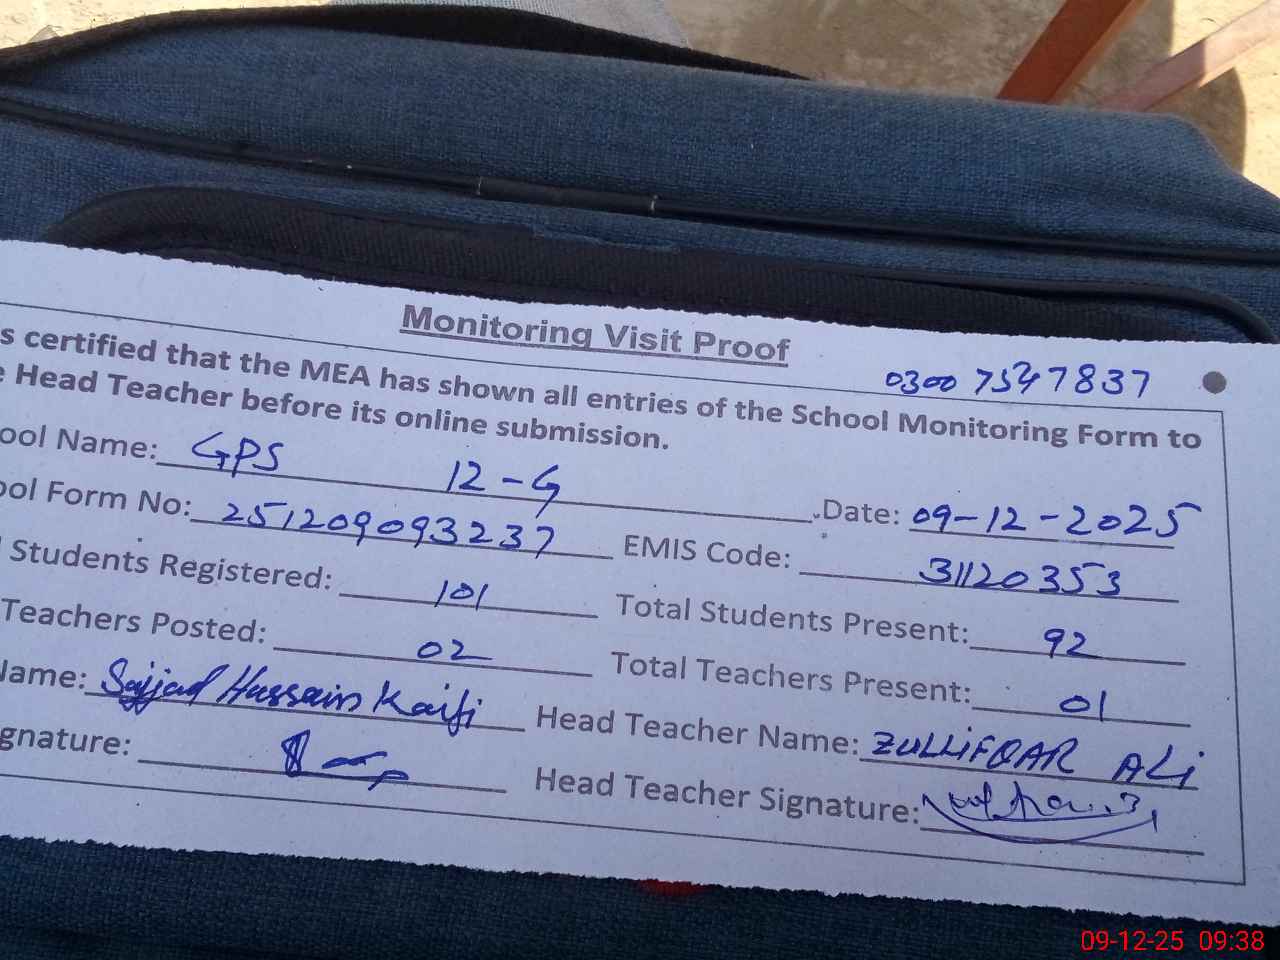 Monitoring Visit Proof
0300 7547837
s certified that the MEA has shown all entries of the School Monitoring Form to
e Head Teacher before its online submission.
ool Name: GPS 12-G
Date: 09-12-2025
ool Form No: 251209093237 EMIS Code: 31120353
Students Registered: 101 Total Students Present: 92
Teachers Posted: 02 Total Teachers Present: 01
Name: Sajjad Hussain Kaifi Head Teacher Name: ZULLIFQAR ALi
gnature: Head Teacher Signature:
09-12-25 09:38